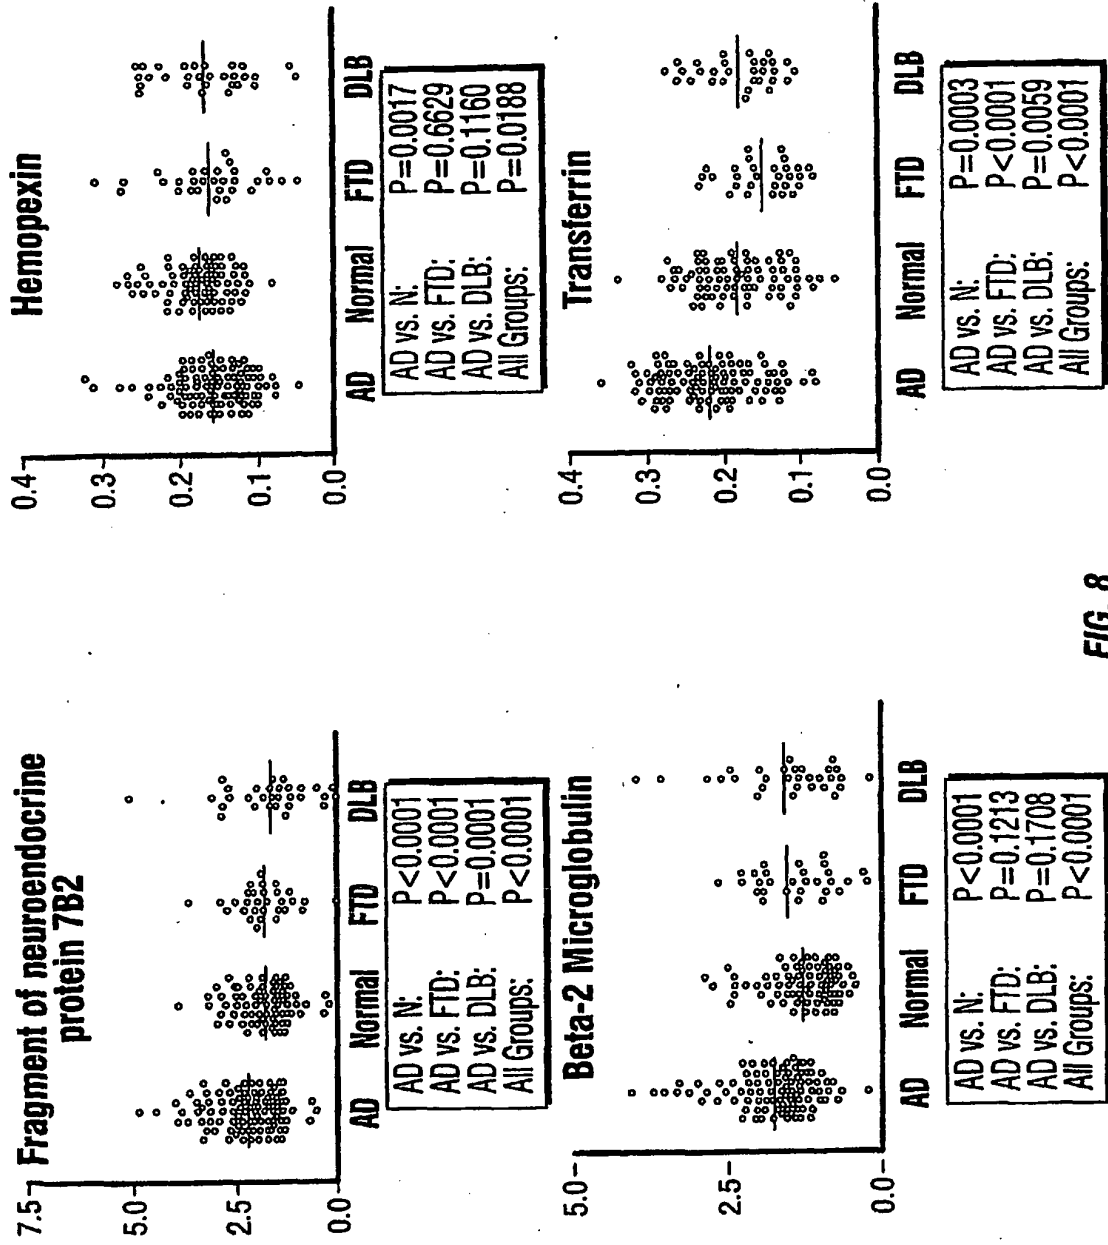 Fragment of neuroendocrine
protein 7B2
7.5
5.0
2.5
0.0
AD Normal FTD DLB
AD vs. N: P<0.0001
AD vs. FTD: P<0.0001
AD vs. DLB: P=0.0001
All Groups: P<0.0001
Hemopexin
0.4
0.3
0.2
0.1
0.0
AD Normal FTD DLB
AD vs. N: P=0.0017
AD vs. FTD: P=0.6629
AD vs. DLB: P=0.1160
All Groups: P=0.0188
Beta-2 Microglobulin
5.0
2.5
0.0
AD Normal FTD DLB
AD vs. N: P<0.0001
AD vs. FTD: P=0.1213
AD vs. DLB: P=0.1708
All Groups: P<0.0001
Transferrin
0.4
0.3
0.2
0.1
0.0
AD Normal FTD DLB
AD vs. N: P=0.0003
AD vs. FTD: P<0.0001
AD vs. DLB: P=0.0059
All Groups: P<0.0001
FIG. 8